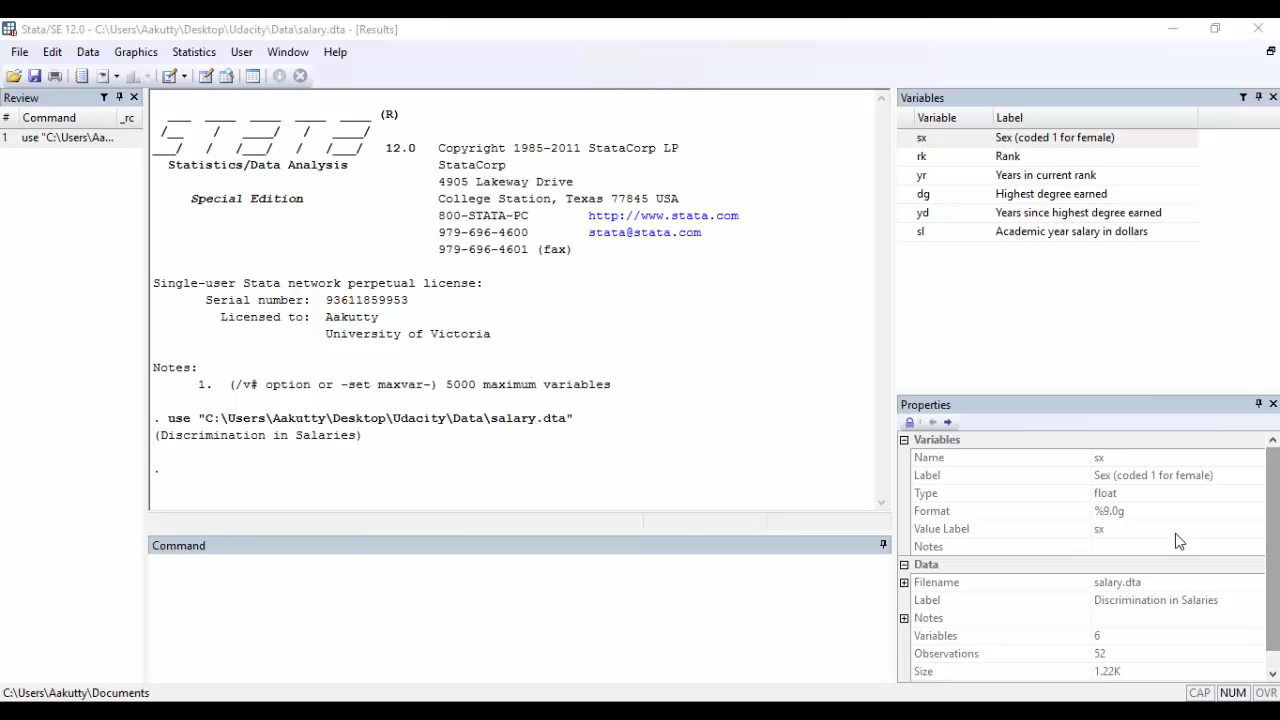 Stata/SE 12.0 - C:\Users\Aakutty\Desktop\Udacity\Data\salary.dta - [Results]
File Edit Data Graphics Statistics User Window Help
Review
# Command _rc
1 use "C:\Users\Aa...
(R)
12.0 Copyright 1985-2011 StataCorp LP
Statistics/Data Analysis StataCorp
4905 Lakeway Drive
Special Edition College Station, Texas 77845 USA
800-STATA-PC http://www.stata.com
979-696-4600 stata@stata.com
979-696-4601 (fax)
Single-user Stata network perpetual license:
Serial number: 93611859953
Licensed to: Aakutty
University of Victoria
Notes:
1. (/v# option or -set maxvar-) 5000 maximum variables
. use "C:\Users\Aakutty\Desktop\Udacity\Data\salary.dta"
(Discrimination in Salaries)
.
Command
Variables
Variable Label
sx Sex (coded 1 for female)
rk Rank
yr Years in current rank
dg Highest degree earned
yd Years since highest degree earned
sl Academic year salary in dollars
Properties
Variables
Name sx
Label Sex (coded 1 for female)
Type float
Format %9.0g
Value Label sx
Notes
Data
Filename salary.dta
Label Discrimination in Salaries
Notes
Variables 6
Observations 52
Size 1.22K
C:\Users\Aakutty\Documents
CAP NUM OVR